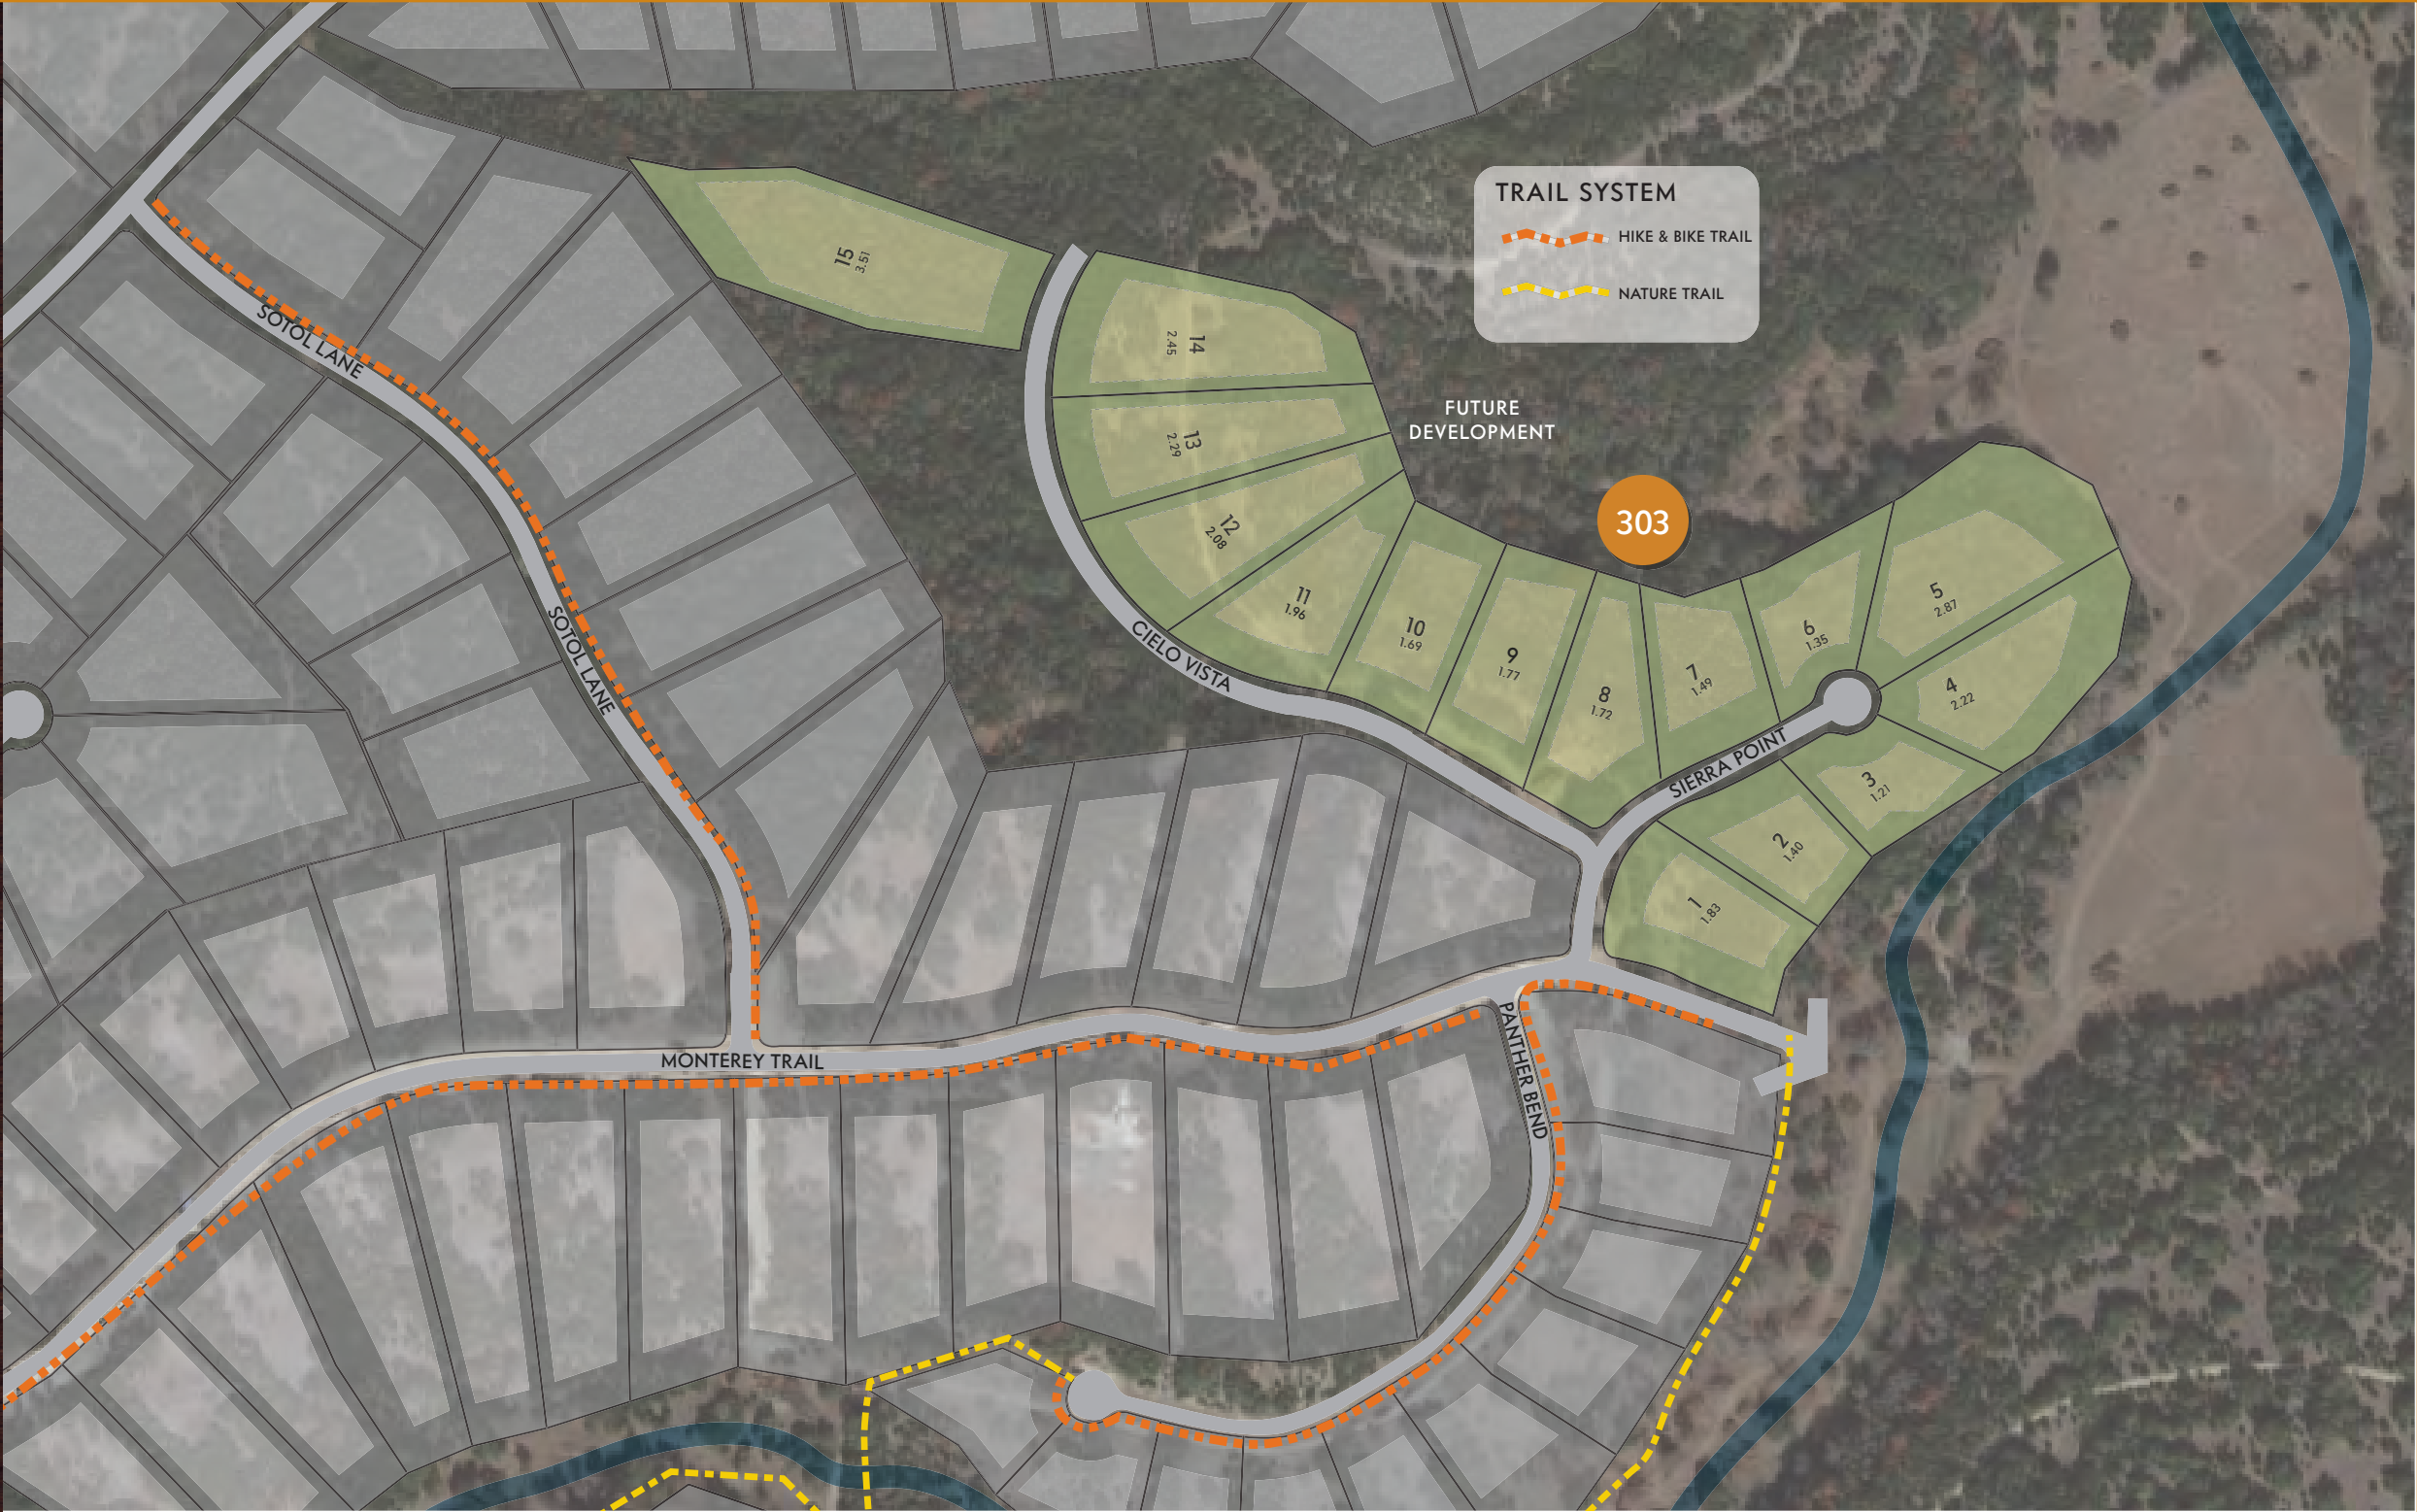 TRAIL SYSTEM
HIKE & BIKE TRAIL
NATURE TRAIL
15
3.51
14
2.45
13
2.29
12
2.08
11
1.96
10
1.69
9
1.77
8
1.72
7
1.49
6
1.35
5
2.87
4
2.22
3
1.21
2
1.40
1
1.83
FUTURE
DEVELOPMENT
303
SOTOL LANE
SOTOL LANE
CIELO VISTA
SIERRA POINT
MONTEREY TRAIL
PANTHER BEND